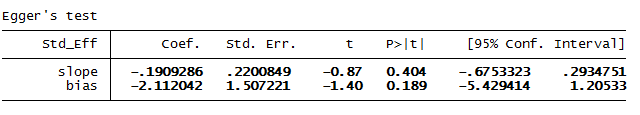 Egger's test
Std_Eff Coef. Std. Err. t P>|t| [95% Conf. Interval]
slope -.1909286 .2200849 -0.87 0.404 -.6753323 .2934751
bias -2.112042 1.507221 -1.40 0.189 -5.429414 1.20533